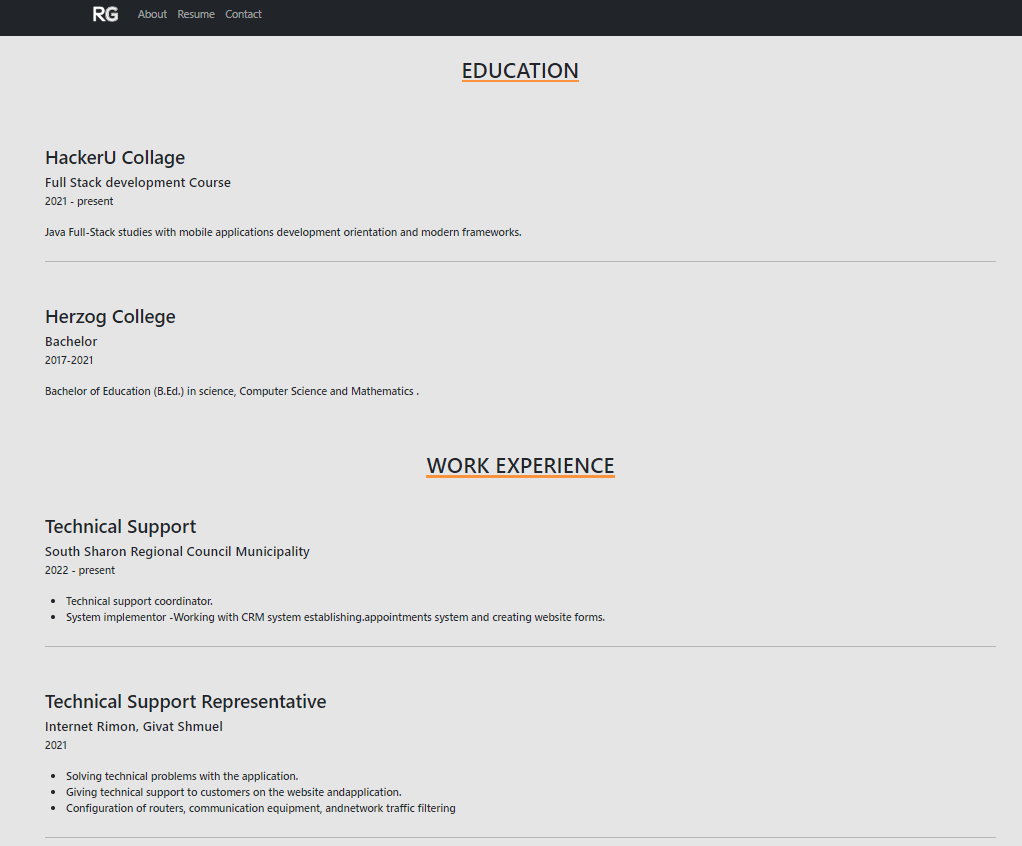 RG About Resume Contact
EDUCATION
HackerU Collage
Full Stack development Course
2021 - present
Java Full-Stack studies with mobile applications development orientation and modern frameworks.
Herzog College
Bachelor
2017-2021
Bachelor of Education (B.Ed.) in science, Computer Science and Mathematics .
WORK EXPERIENCE
Technical Support
South Sharon Regional Council Municipality
2022 - present
• Technical support coordinator.
• System implementor -Working with CRM system establishing.appointments system and creating website forms.
Technical Support Representative
Internet Rimon, Givat Shmuel
2021
• Solving technical problems with the application.
• Giving technical support to customers on the website andapplication.
• Configuration of routers, communication equipment, andnetwork traffic filtering